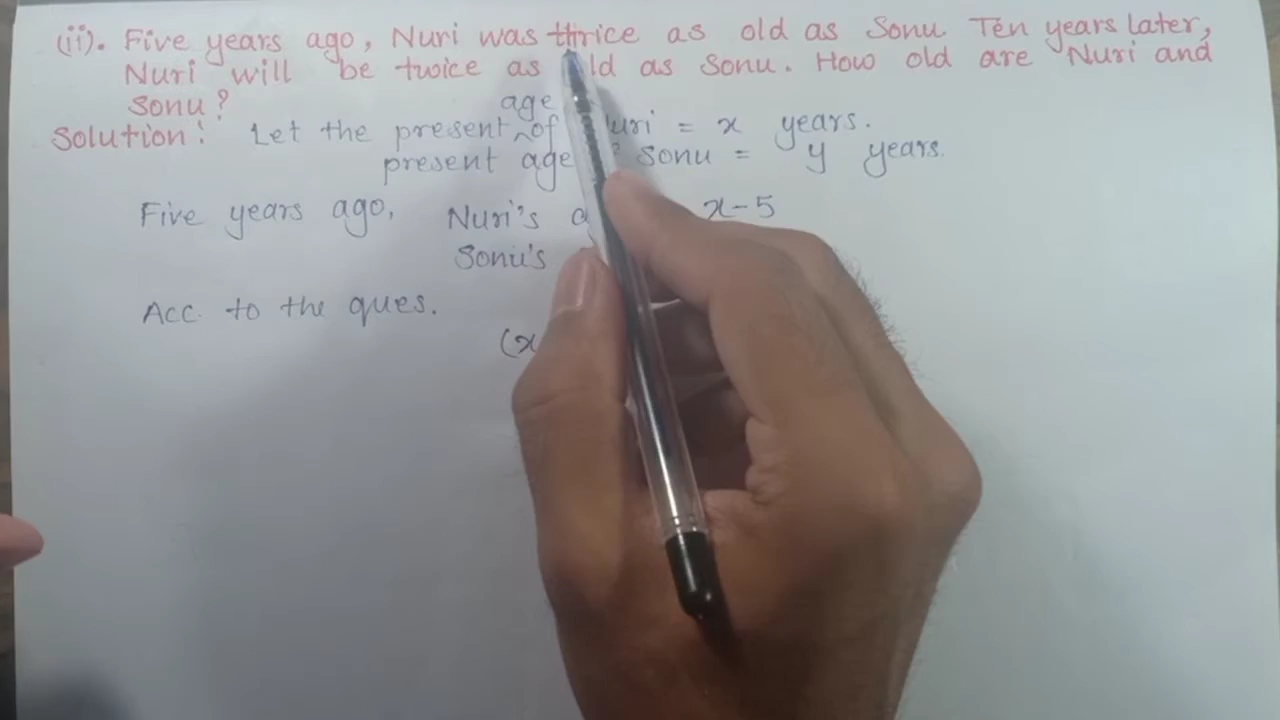 (ii). Five years ago, Nuri was thrice as old as Sonu. Ten years later,
Nuri will be twice as old as Sonu. How old are Nuri and
Sonu?
age
Solution: Let the present ^ of Nuri = x years.
present age Sonu = y years.
Five years ago, Nuri's x-5
Sonu's
Acc. to the ques.
(x